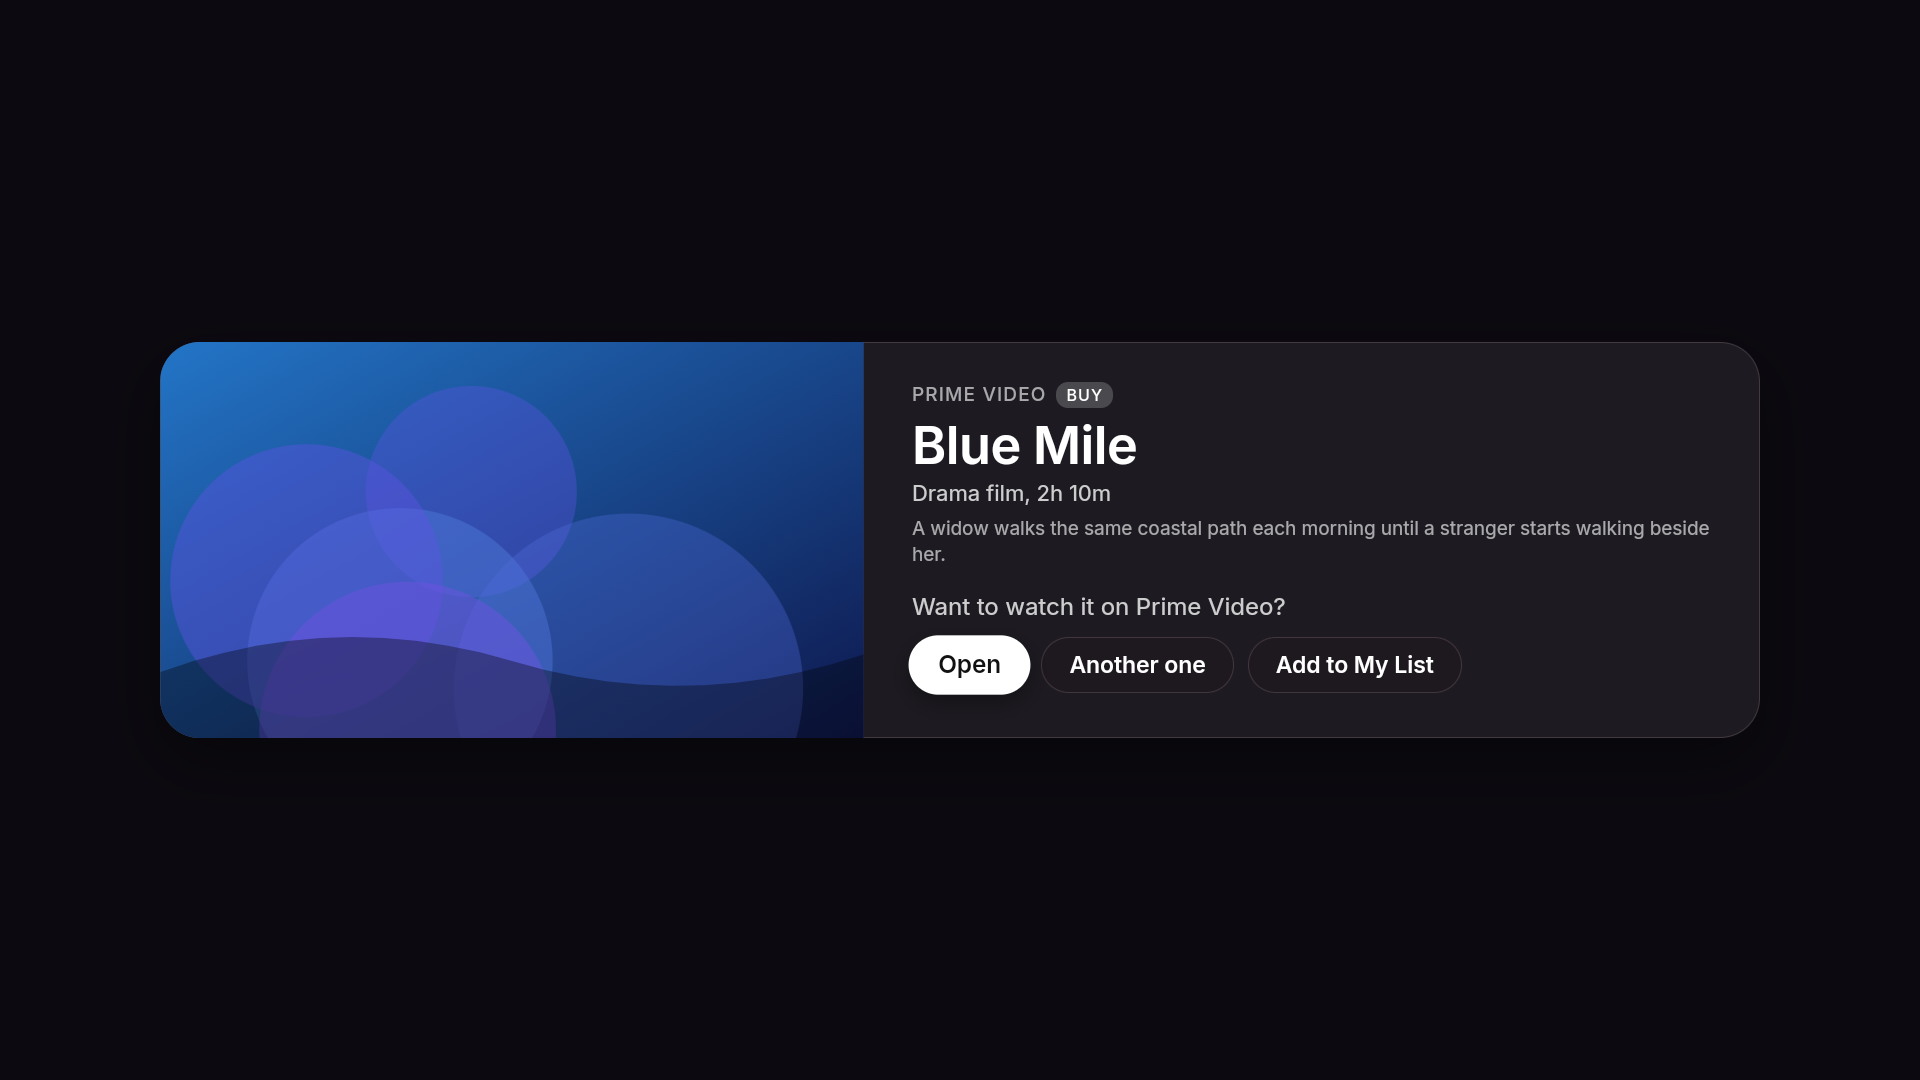 PRIME VIDEO BUY
Blue Mile
Drama film, 2h 10m
A widow walks the same coastal path each morning until a stranger starts walking beside
her.
Want to watch it on Prime Video?
Open Another one Add to My List